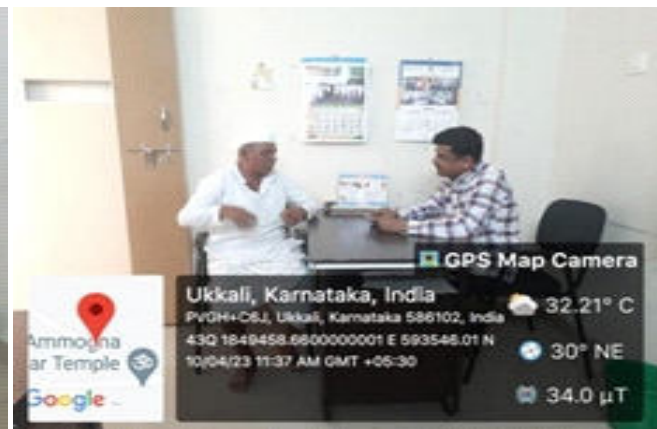 GPS Map Camera
Ukkali, Karnataka, India
PVGH+C6J, Ukkali, Karnataka 586102, India
43Q 1849458.6600000001 E 593546.01 N
10/04/23 11:37 AM GMT +05:30
32.21° C
30° NE
34.0 µT
Ammogha
ar Temple
Google